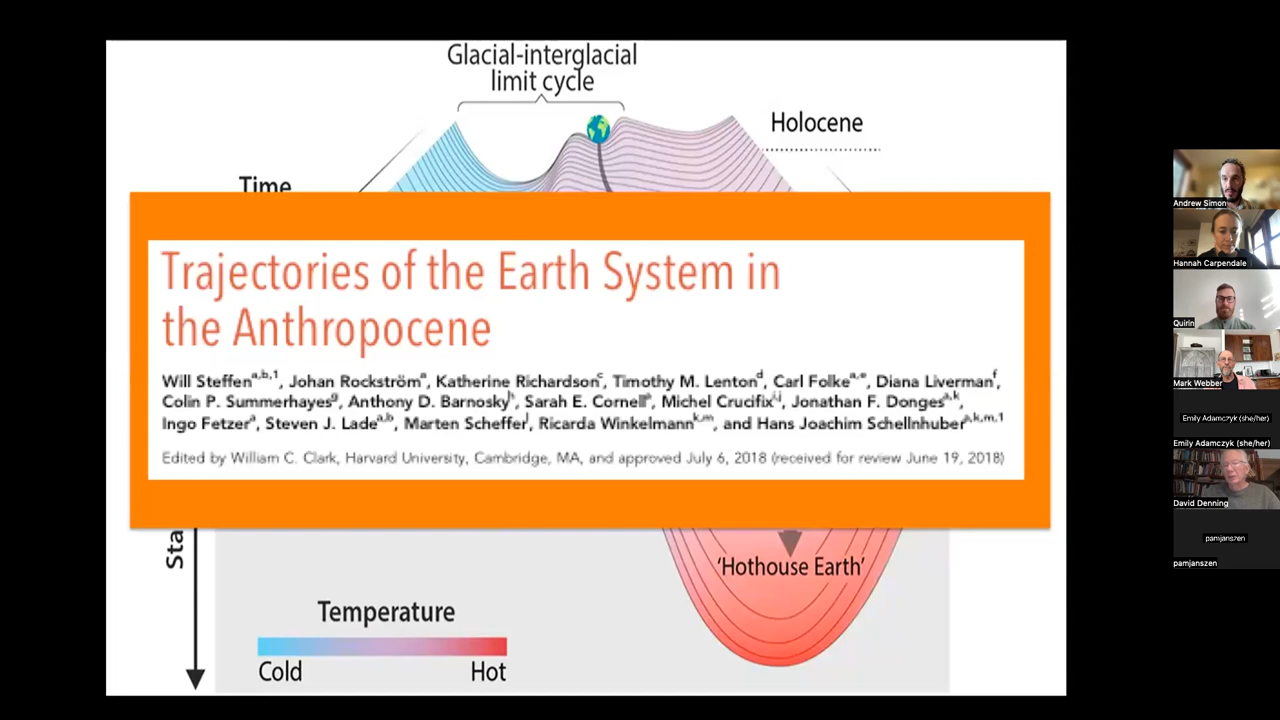 Glacial-interglacial
limit cycle
Holocene
Time
Trajectories of the Earth System in
the Anthropocene
Will Steffen^a,b,1, Johan Rockström^a, Katherine Richardson^c, Timothy M. Lenton^d, Carl Folke^a,e, Diana Liverman^f,
Colin P. Summerhayes^g, Anthony D. Barnosky^h, Sarah E. Cornell^a, Michel Crucifix^i,j, Jonathan F. Donges^a,k,
Ingo Fetzer^a, Steven J. Lade^a,b, Marten Scheffer^l, Ricarda Winkelmann^k,m, and Hans Joachim Schellnhuber^a,k,m,1
Edited by William C. Clark, Harvard University, Cambridge, MA, and approved July 6, 2018 (received for review June 19, 2018)
Sta
'Hothouse Earth'
Temperature
Cold Hot
Andrew Simon
Hannah Carpendale
Quirin
Mark Webber
Emily Adamczyk (she/her)
Emily Adamczyk (she/her)
David Denning
pamjanszen
pamjanszen